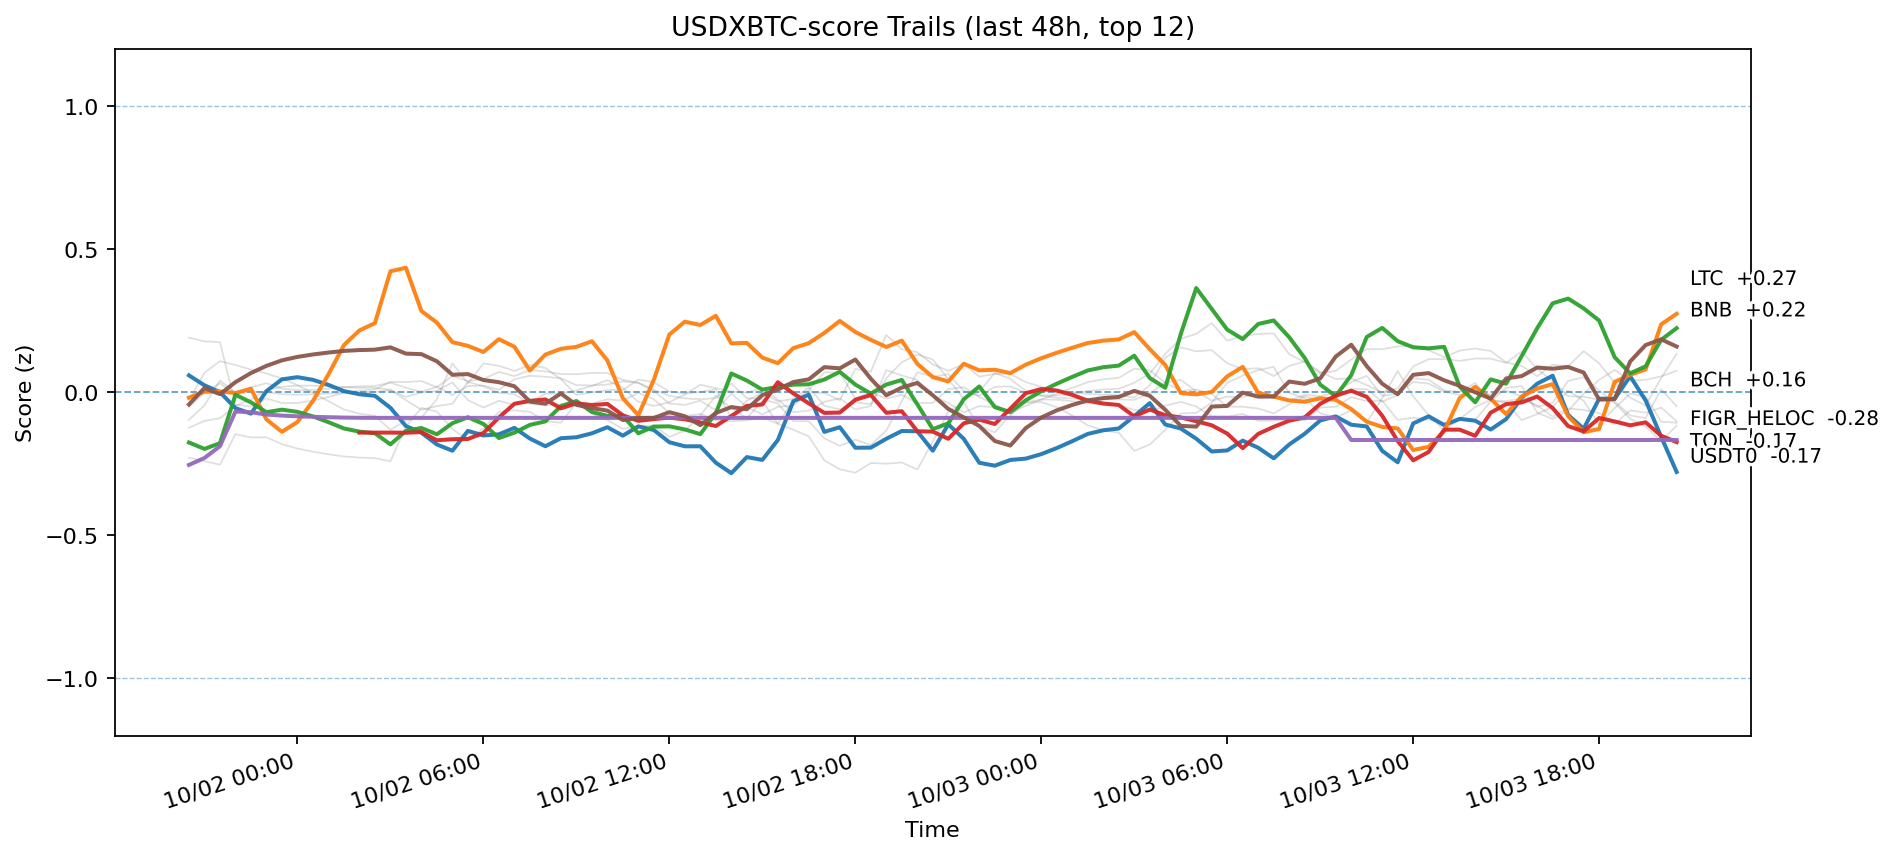 USDXBTC-score Trails (last 48h, top 12)
1.0
0.5
0.0
−0.5
−1.0
Score (z)
LTC +0.27
BNB +0.22
BCH +0.16
FIGR_HELOC -0.28
TON -0.17
USDT0 -0.17
10/02 00:00
10/02 06:00
10/02 12:00
10/02 18:00
10/03 00:00
10/03 06:00
10/03 12:00
10/03 18:00
Time